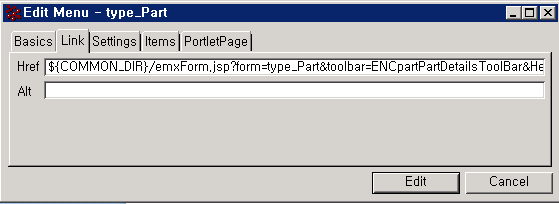 Edit Menu - type_Part
Basics Link Settings Items PortletPage
Href ${COMMON_DIR}/emxForm.jsp?form=type_Part&toolbar=ENCpartPartDetailsToolBar&He
Alt
Edit Cancel